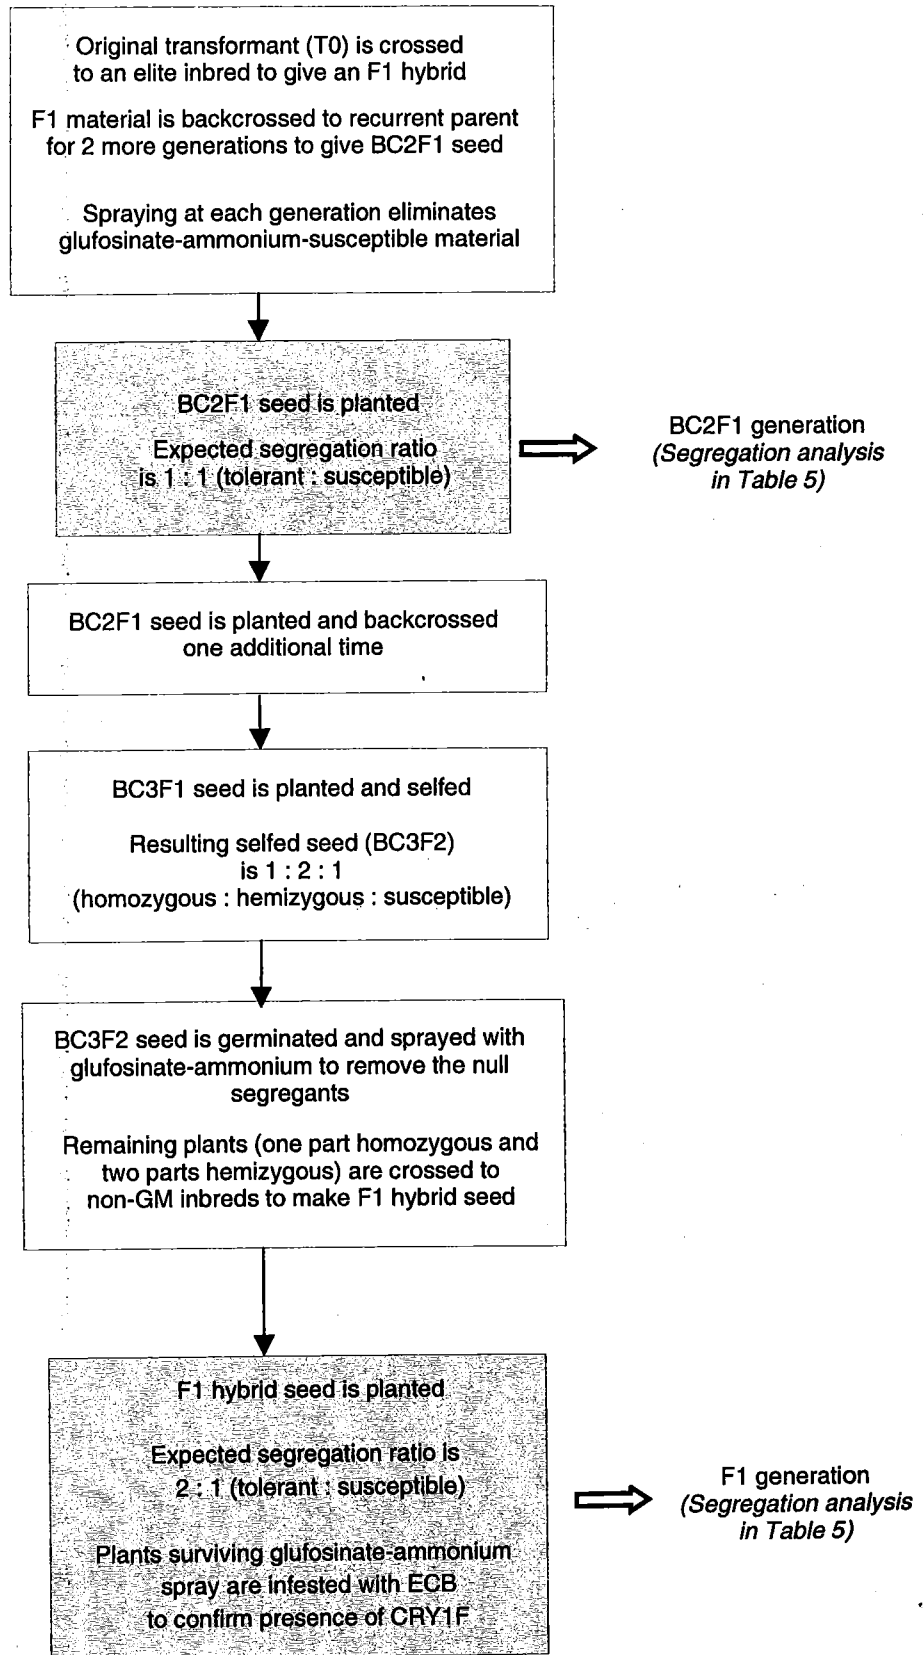 Original transformant (T0) is crossed
to an elite inbred to give an F1 hybrid
F1 material is backcrossed to recurrent parent
for 2 more generations to give BC2F1 seed
Spraying at each generation eliminates
glufosinate-ammonium-susceptible material
BC2F1 seed is planted
Expected segregation ratio
is 1 : 1 (tolerant : susceptible)
BC2F1 generation
(Segregation analysis
in Table 5)
BC2F1 seed is planted and backcrossed
one additional time
BC3F1 seed is planted and selfed
Resulting selfed seed (BC3F2)
is 1 : 2 : 1
(homozygous : hemizygous : susceptible)
BC3F2 seed is germinated and sprayed with
glufosinate-ammonium to remove the null
segregants
Remaining plants (one part homozygous and
two parts hemizygous) are crossed to
non-GM inbreds to make F1 hybrid seed
F1 hybrid seed is planted
Expected segregation ratio is
2 : 1 (tolerant : susceptible)
Plants surviving glufosinate-ammonium
spray are infested with ECB
to confirm presence of CRY1F
F1 generation
(Segregation analysis
in Table 5)